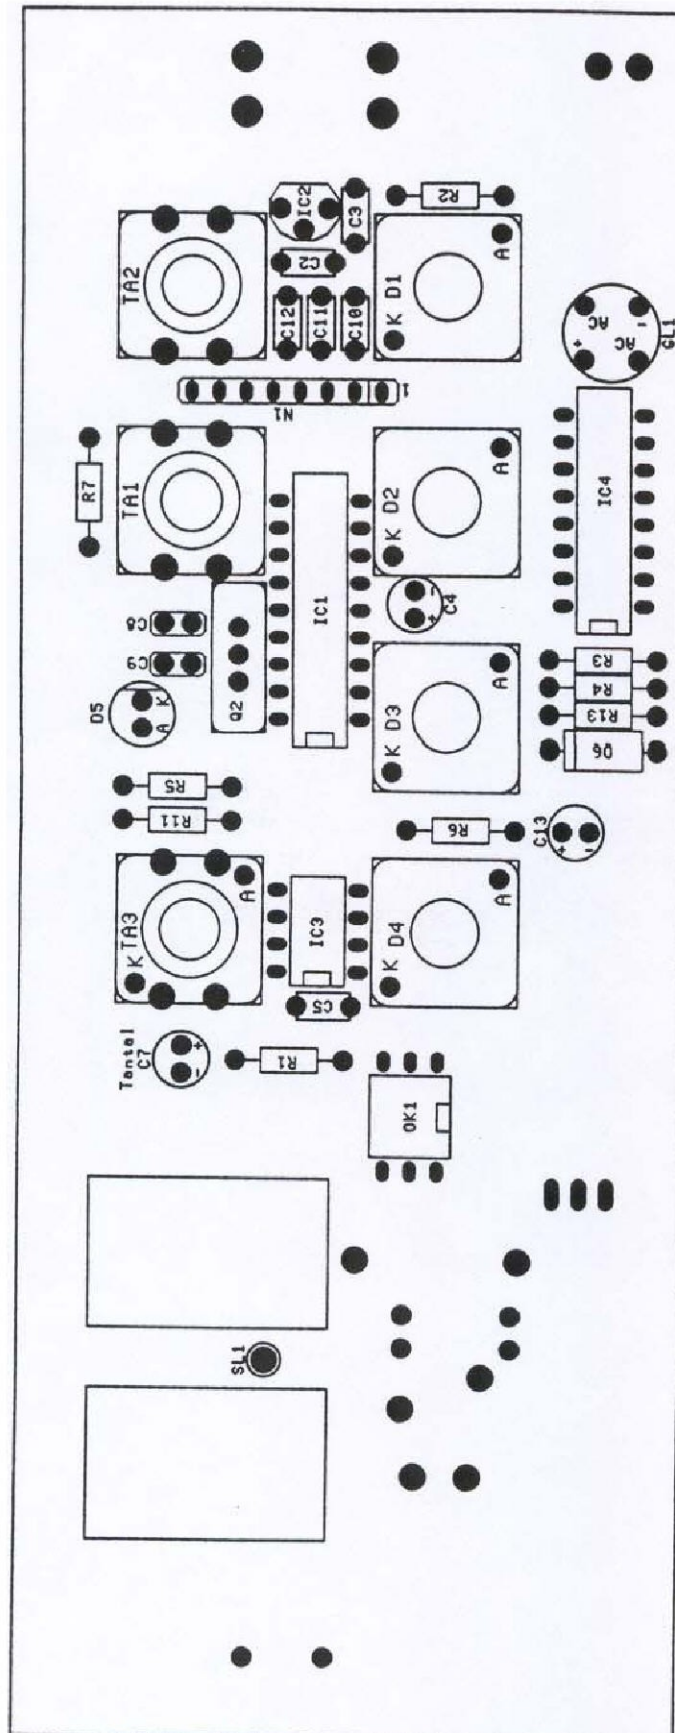 IC2
C3
R2
TA2
C2
D1
K
A
C12
C11
C10
AC
AC
+
-
GL1
1
N1
R7
TA1
D2
K
A
IC4
IC1
C8
C9
-
+
C4
D5
K
A
Q2
D3
K
A
R3
R4
R13
D6
R5
R11
R6
C13
+
-
TA3
K
A
IC3
D4
K
A
C5
Tantal
C7
+
-
R1
OK1
SL1